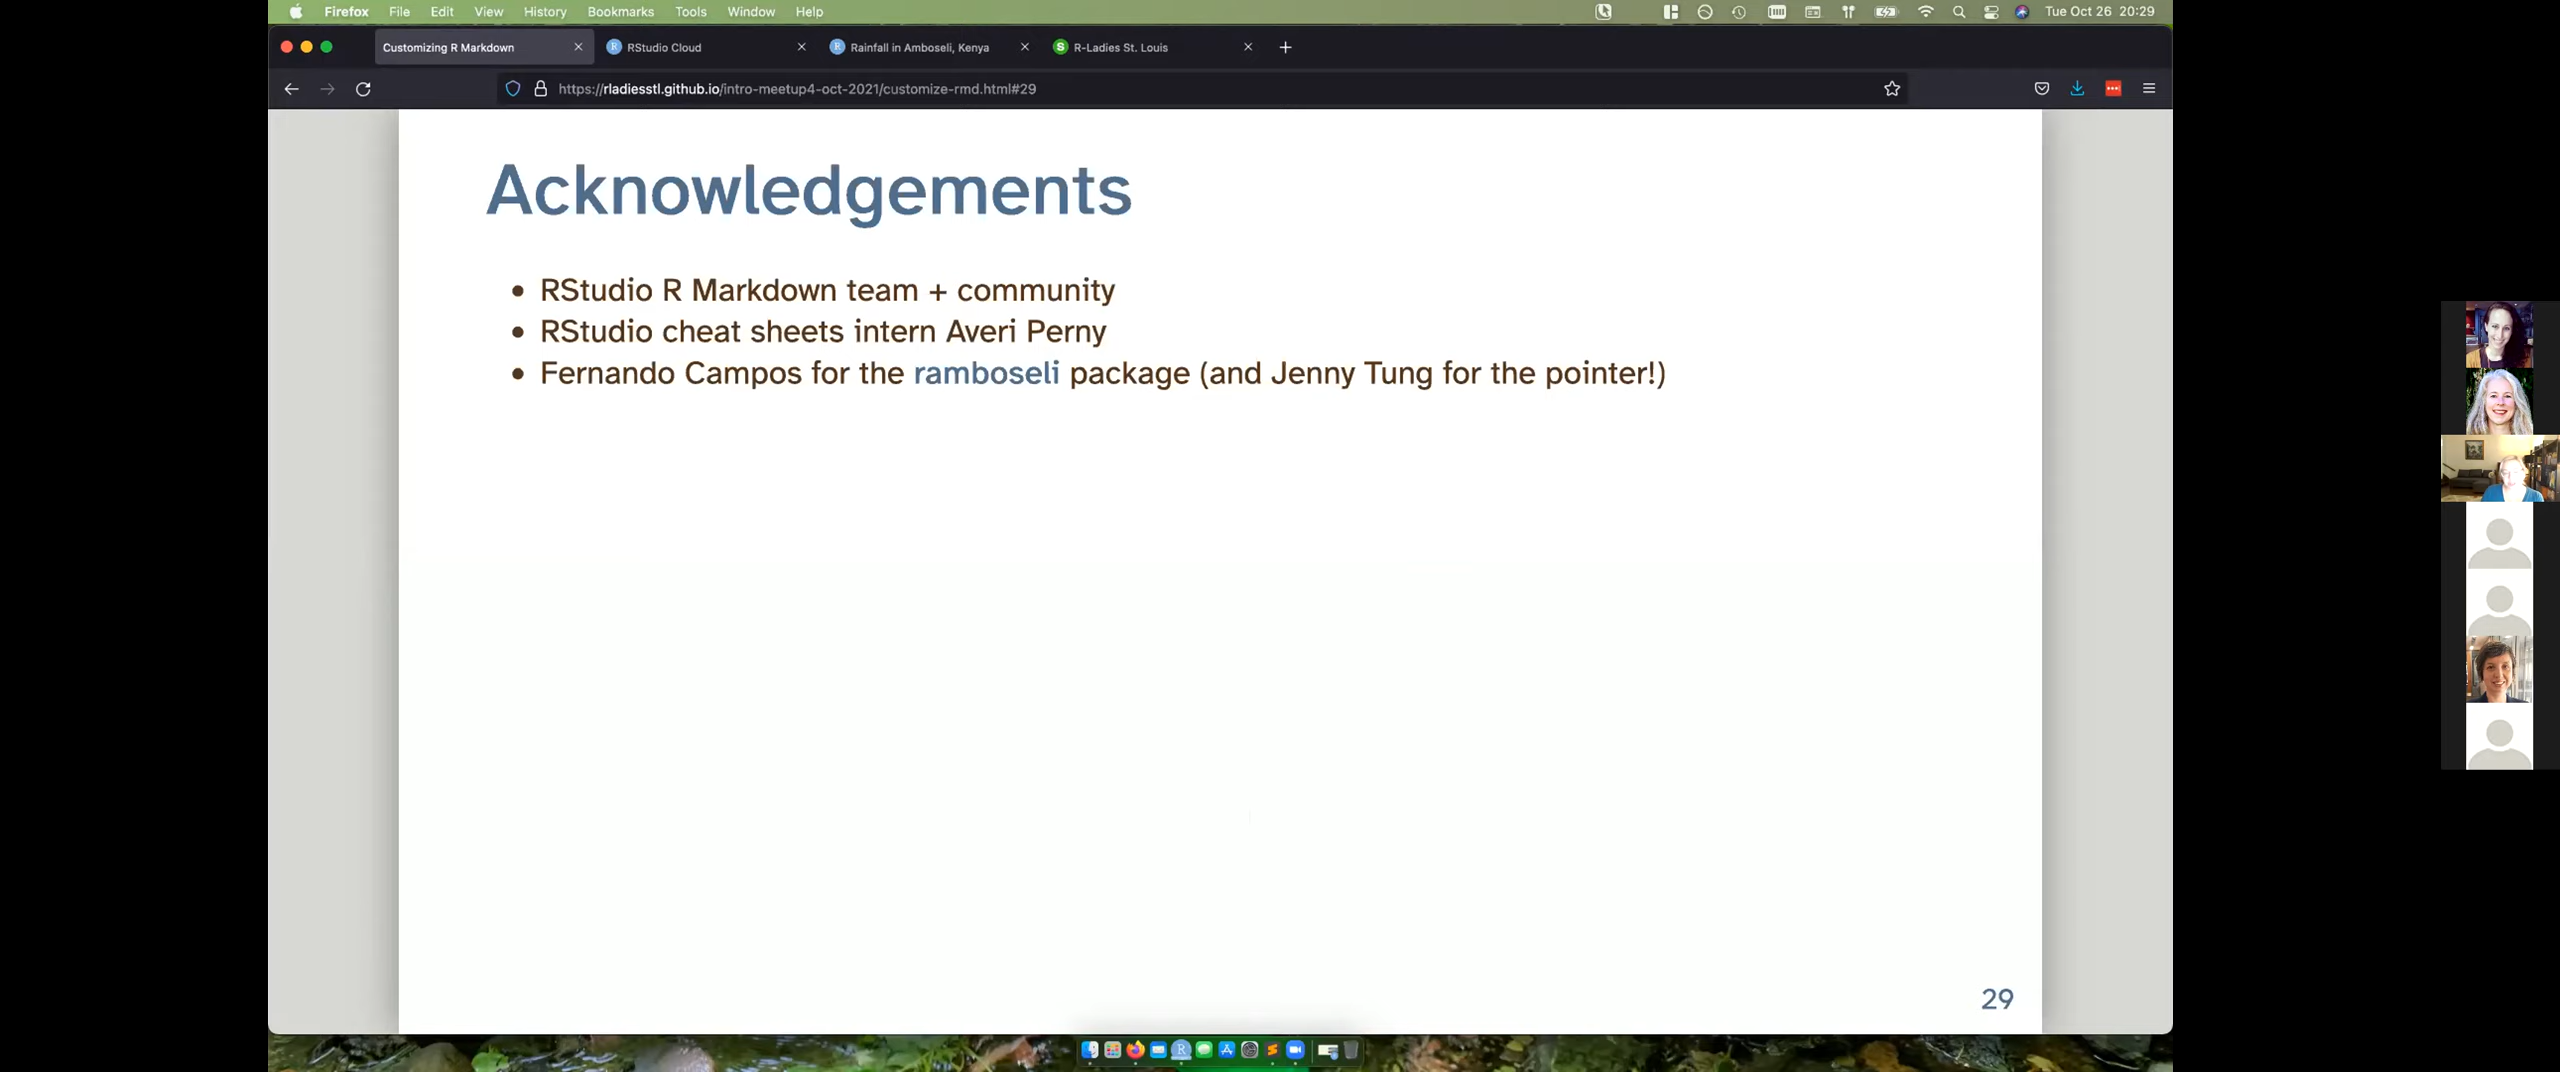 Firefox File Edit View History Bookmarks Tools Window Help Tue Oct 26 20:29
Customizing R Markdown RStudio Cloud Rainfall in Amboseli, Kenya R-Ladies St. Louis
https://rladiesstl.github.io/intro-meetup4-oct-2021/customize-rmd.html#29
Acknowledgements
• RStudio R Markdown team + community
• RStudio cheat sheets intern Averi Perny
• Fernando Campos for the ramboseli package (and Jenny Tung for the pointer!)
29